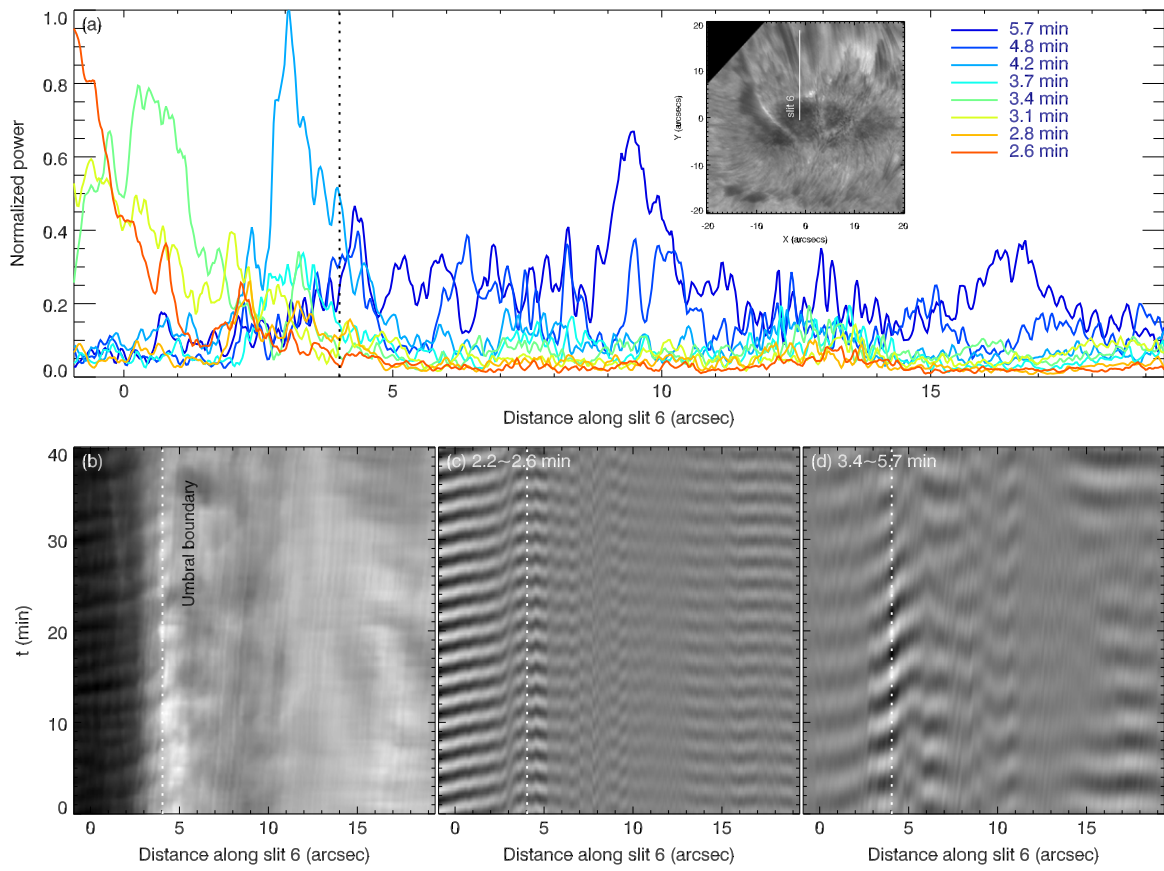 (a)
1.0
0.8
0.6
0.4
0.2
0.0
Normalized power
0
5
10
15
Distance along slit 6 (arcsec)
20
10
0
-10
-20
Y (arcsecs)
slit 6
-20
-10
0
10
20
X (arcsecs)
5.7 min
4.8 min
4.2 min
3.7 min
3.4 min
3.1 min
2.8 min
2.6 min
(b)
Umbral boundary
40
30
20
10
0
t (min)
0
5
10
15
Distance along slit 6 (arcsec)
(c) 2.2~2.6 min
0
5
10
15
Distance along slit 6 (arcsec)
(d) 3.4~5.7 min
0
5
10
15
Distance along slit 6 (arcsec)